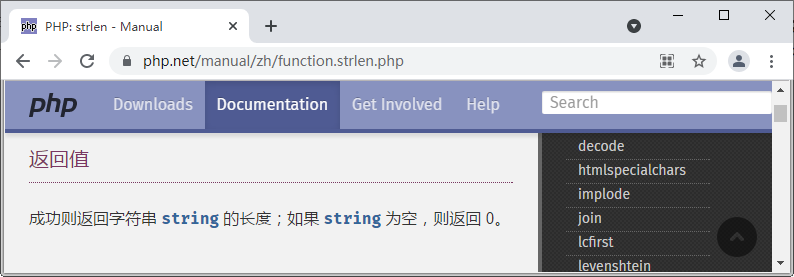 php PHP: strlen - Manual
php.net/manual/zh/function.strlen.php
php Downloads Documentation Get Involved Help Search
返回值
成功则返回字符串 string 的长度；如果 string 为空，则返回 0。
decode
htmlspecialchars
implode
join
lcfirst
levenshtein